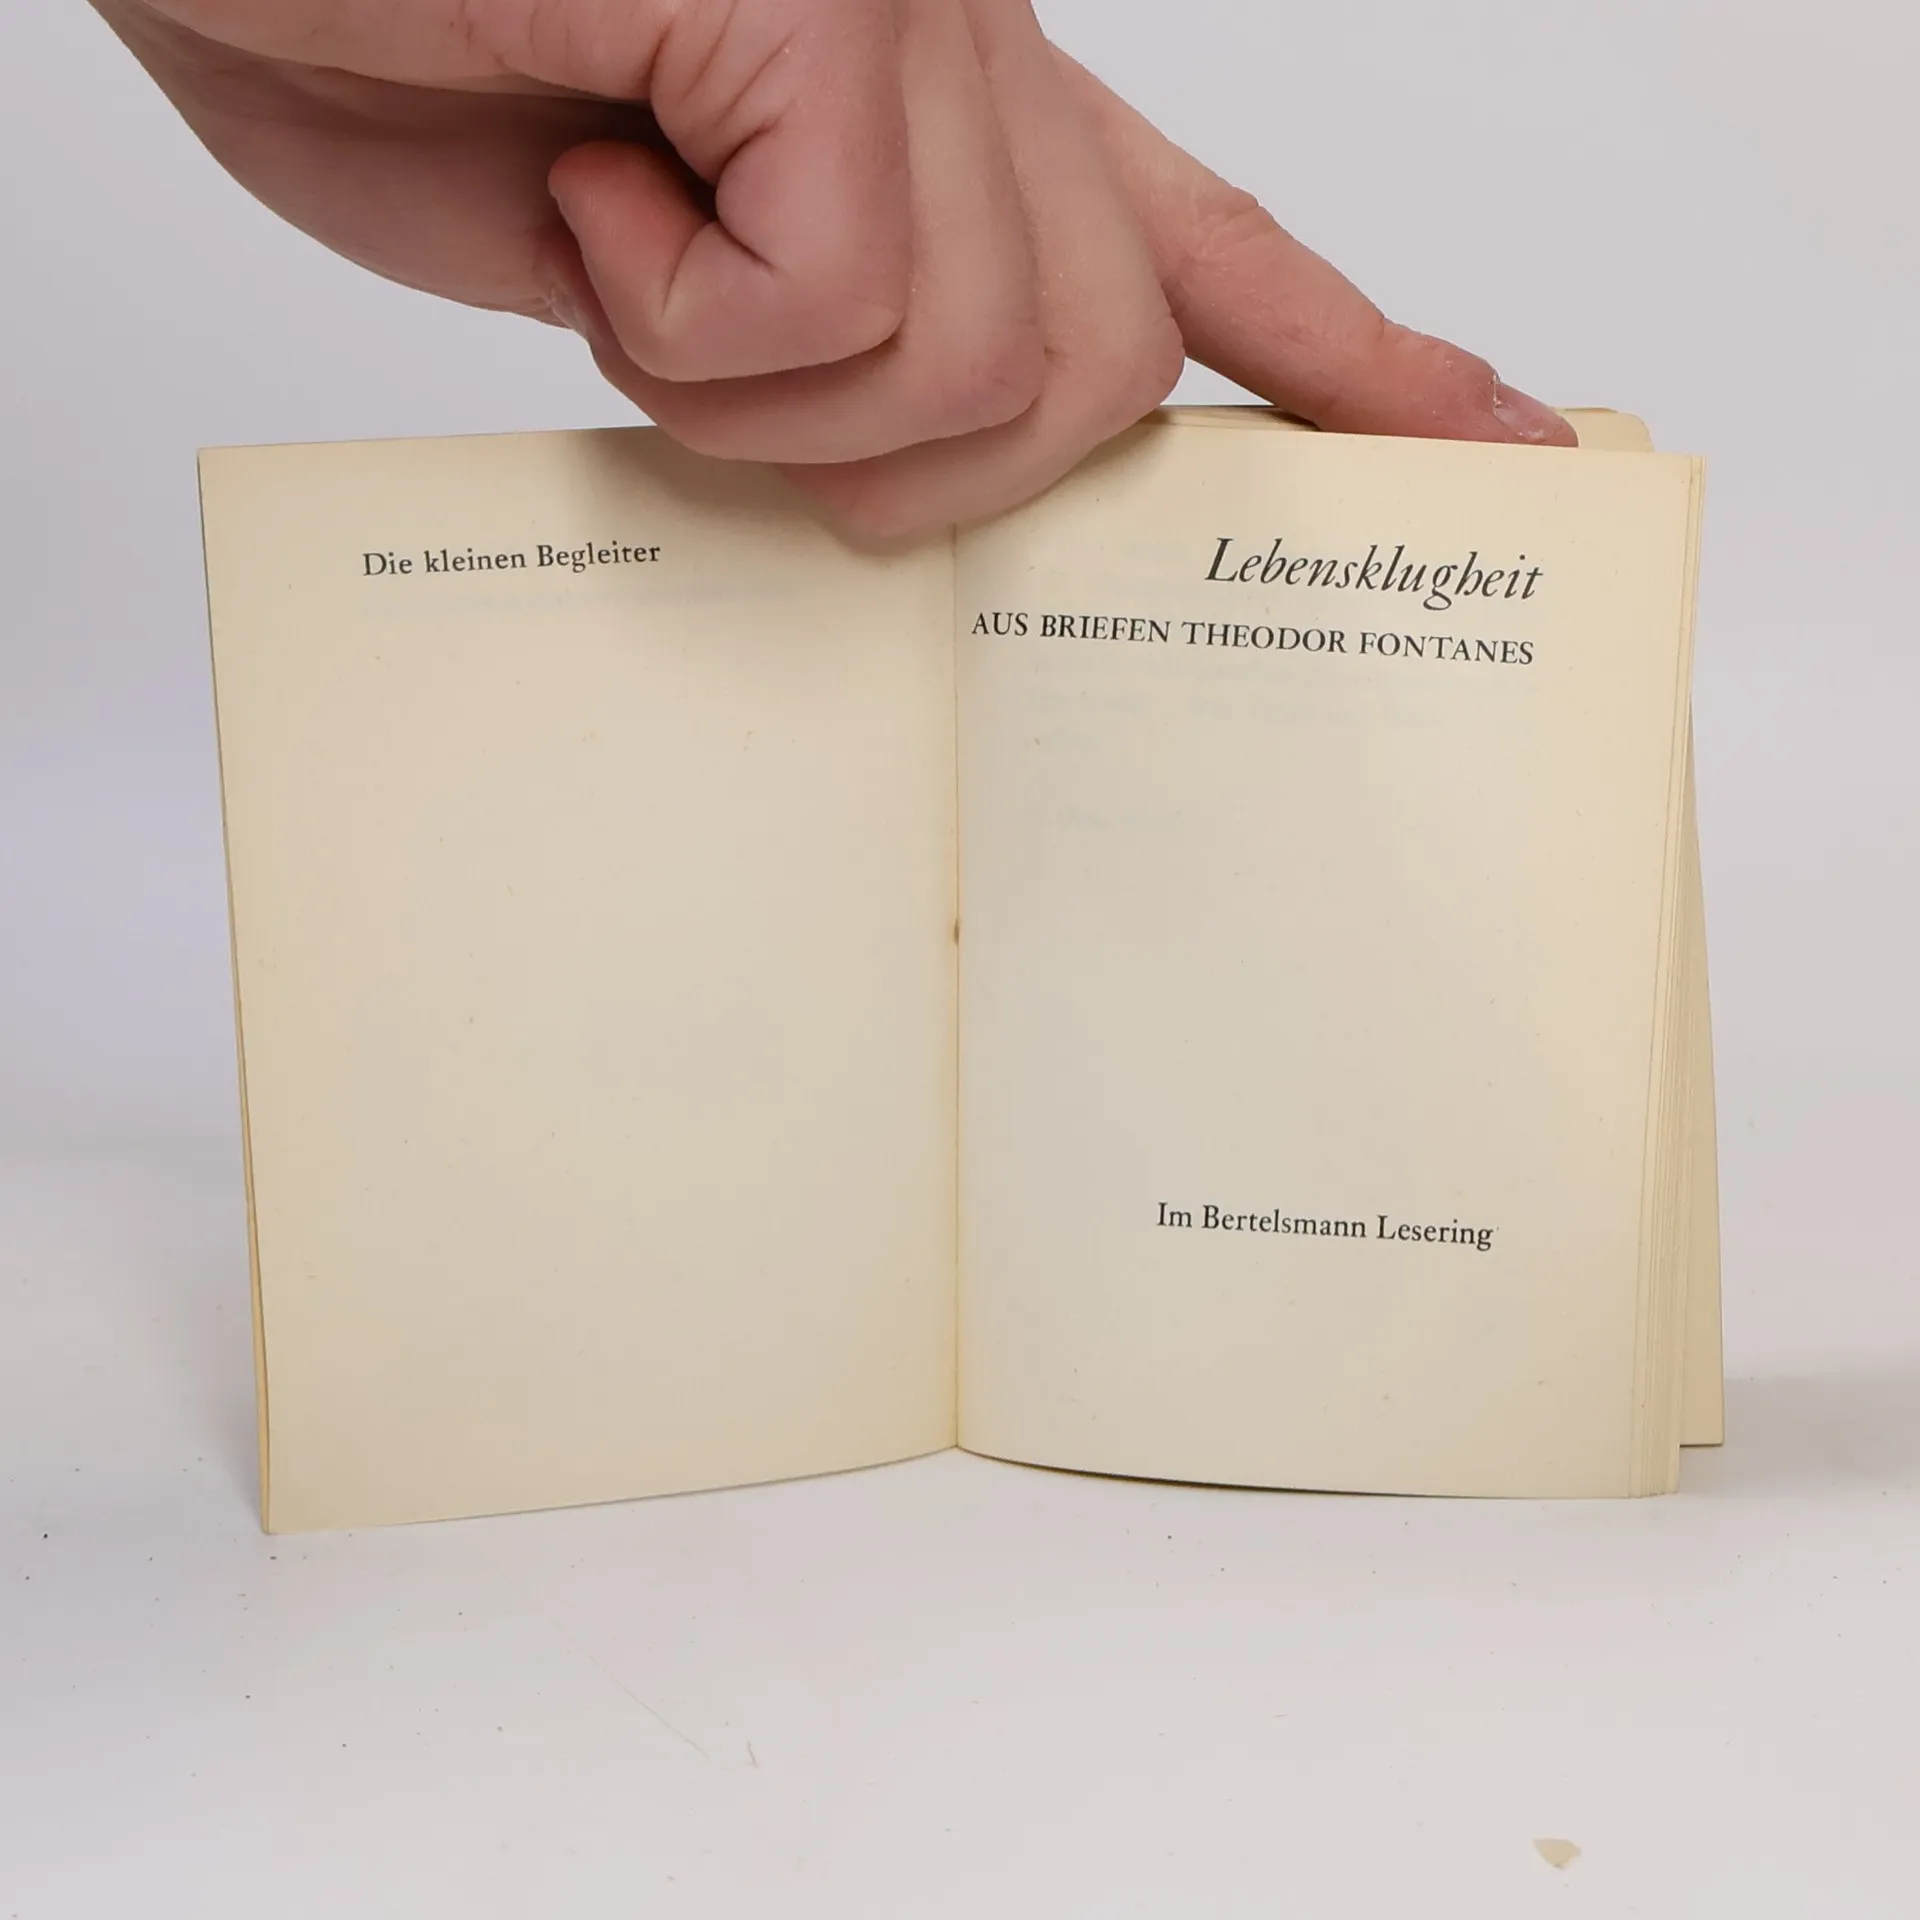 Die kleinen Begleiter
Lebensklugheit
AUS BRIEFEN THEODOR FONTANES
Im Bertelsmann Lesering